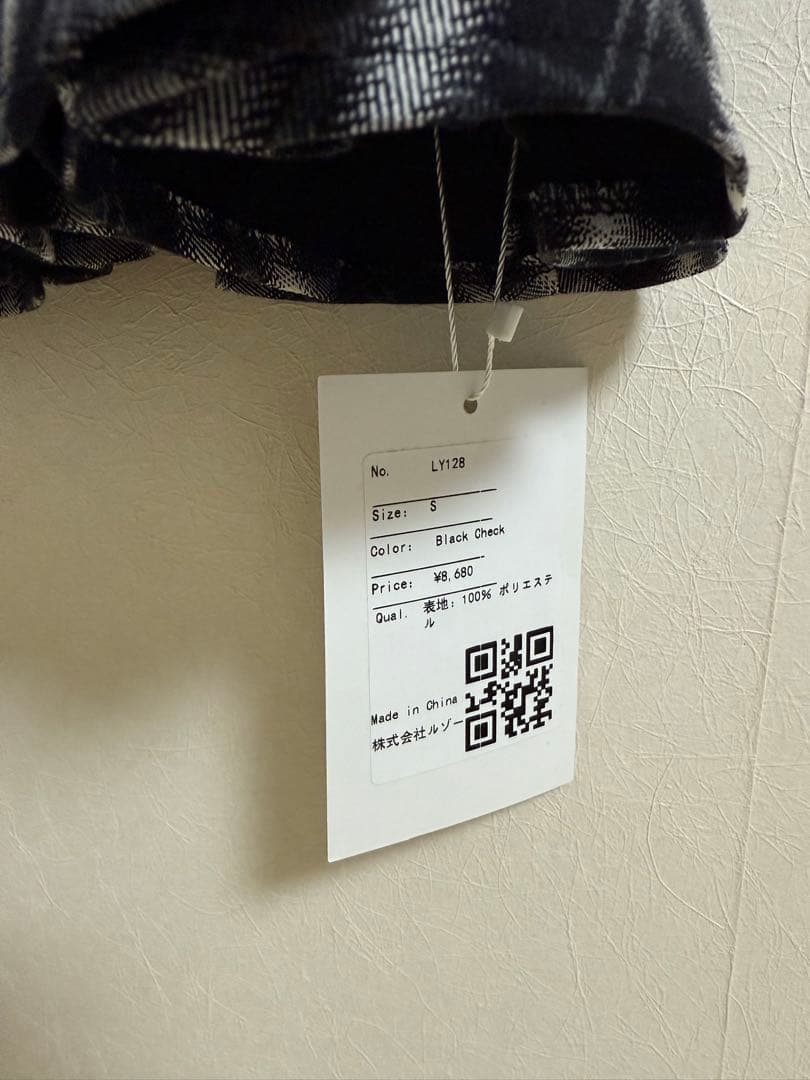 No. LY128
Size: S
Color: Black Check
Price: ¥8,680
Qual. 表地: 100% ポリエステ
ル
Made in China
株式会社ルゾー